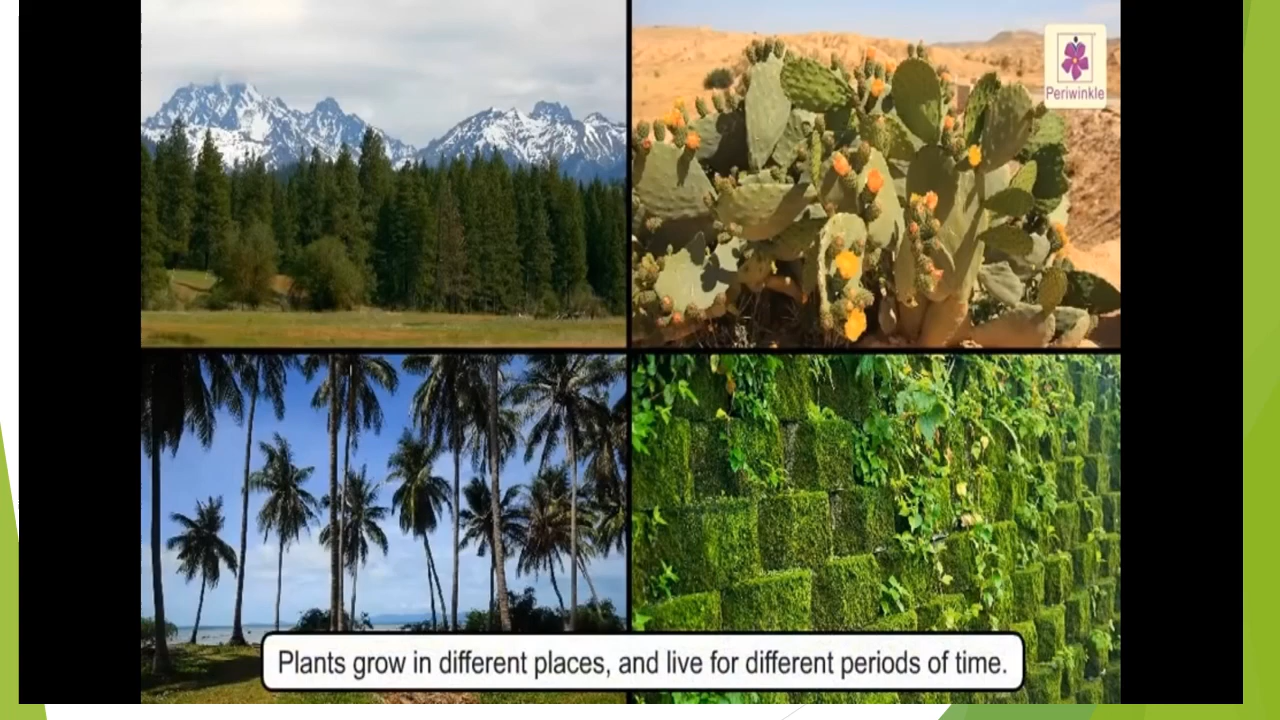 Periwinkle
Plants grow in different places, and live for different periods of time.